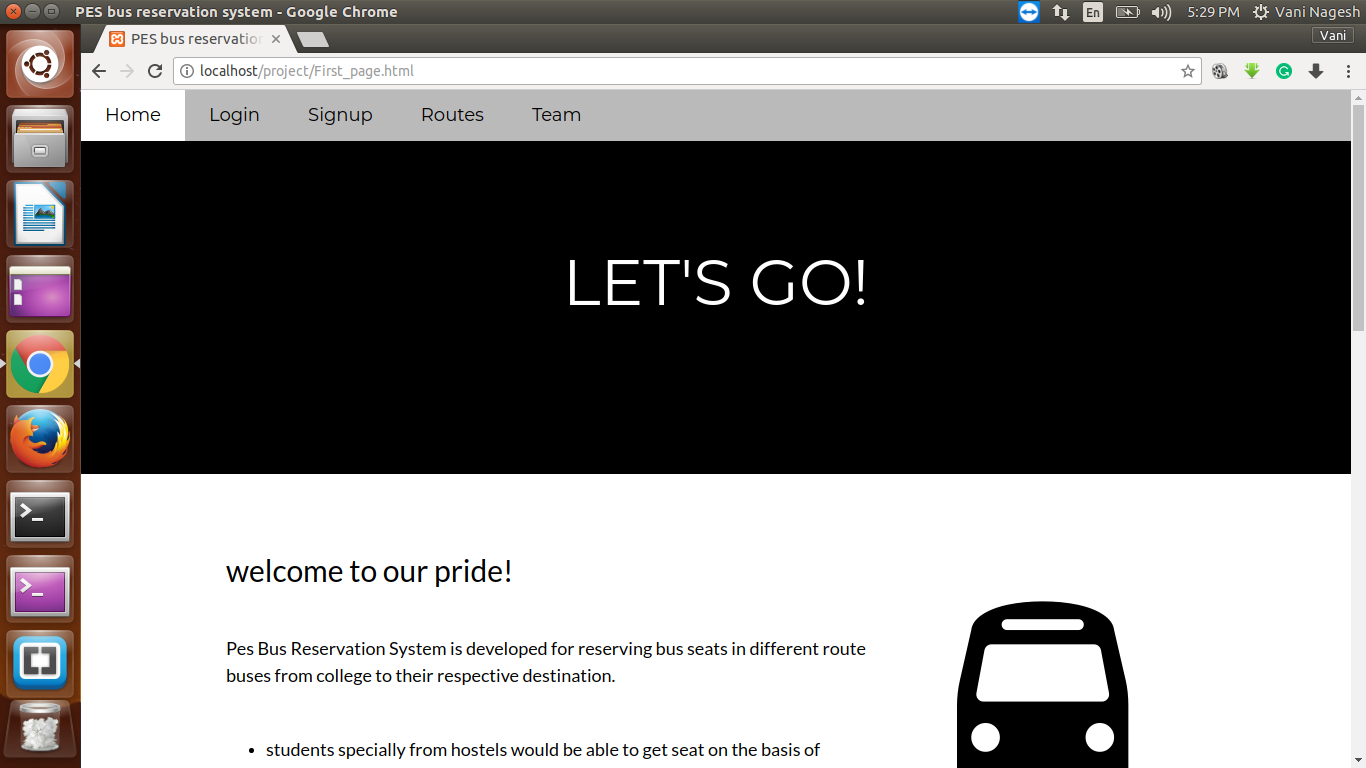 PES bus reservation system - Google Chrome
En
5:29 PM
Vani Nagesh
PES bus reservation
Vani
localhost/project/First_page.html
Home
Login
Signup
Routes
Team
LET'S GO!
welcome to our pride!
Pes Bus Reservation System is developed for reserving bus seats in different route
buses from college to their respective destination.
• students specially from hostels would be able to get seat on the basis of